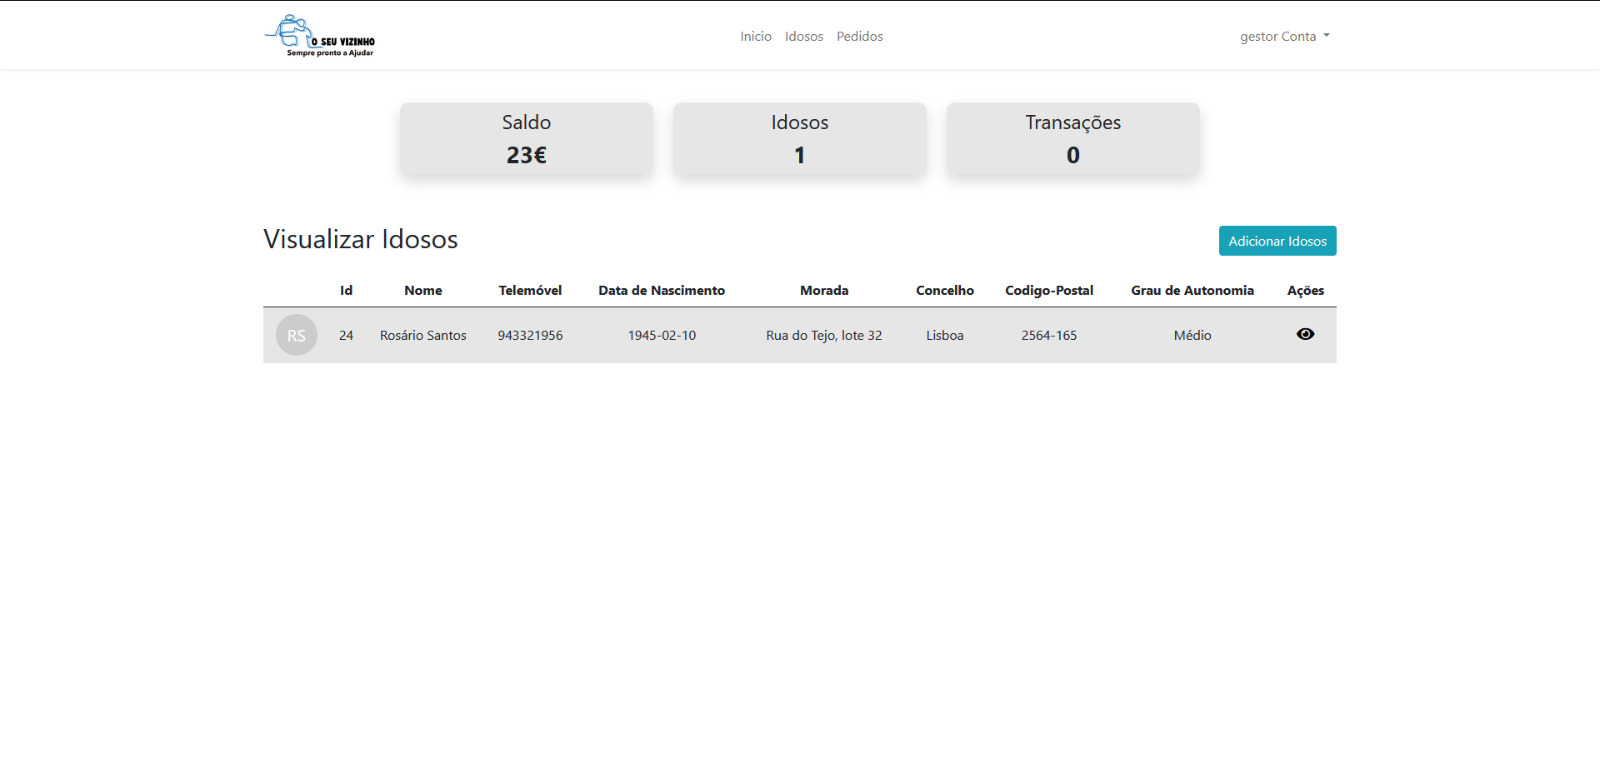 O SEU VIZINHO
Sempre pronto a Ajudar
Inicio Idosos Pedidos
gestor Conta
Saldo
23€
Idosos
1
Transações
0
Visualizar Idosos
Adicionar Idosos
Id Nome Telemóvel Data de Nascimento Morada Concelho Codigo-Postal Grau de Autonomia Ações
RS 24 Rosário Santos 943321956 1945-02-10 Rua do Tejo, lote 32 Lisboa 2564-165 Médio